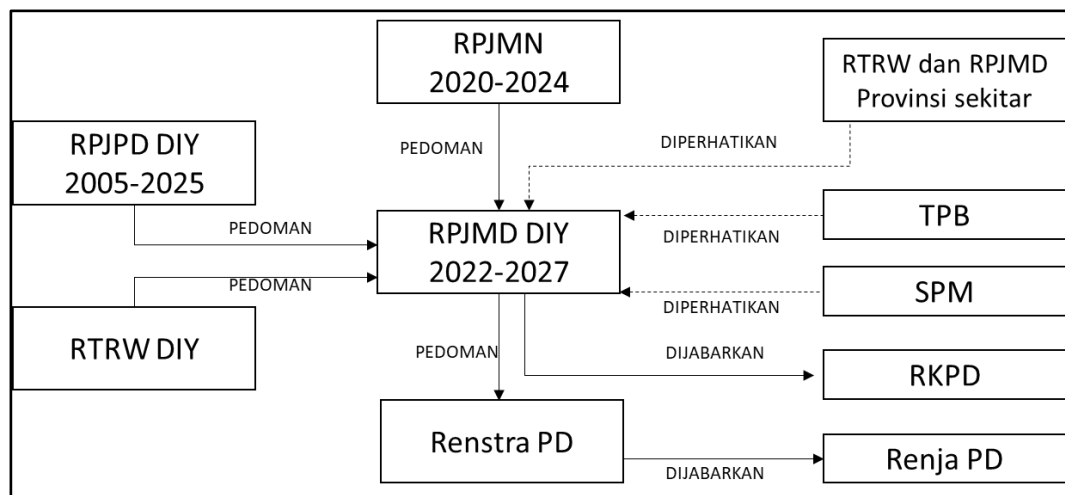 RPJMN
2020-2024
RTRW dan RPJMD
Provinsi sekitar
RPJPD DIY
2005-2025
PEDOMAN
DIPERHATIKAN
PEDOMAN
RPJMD DIY
2022-2027
TPB
DIPERHATIKAN
PEDOMAN
SPM
DIPERHATIKAN
RTRW DIY
PEDOMAN
DIJABARKAN
RKPD
Renstra PD
Renja PD
DIJABARKAN